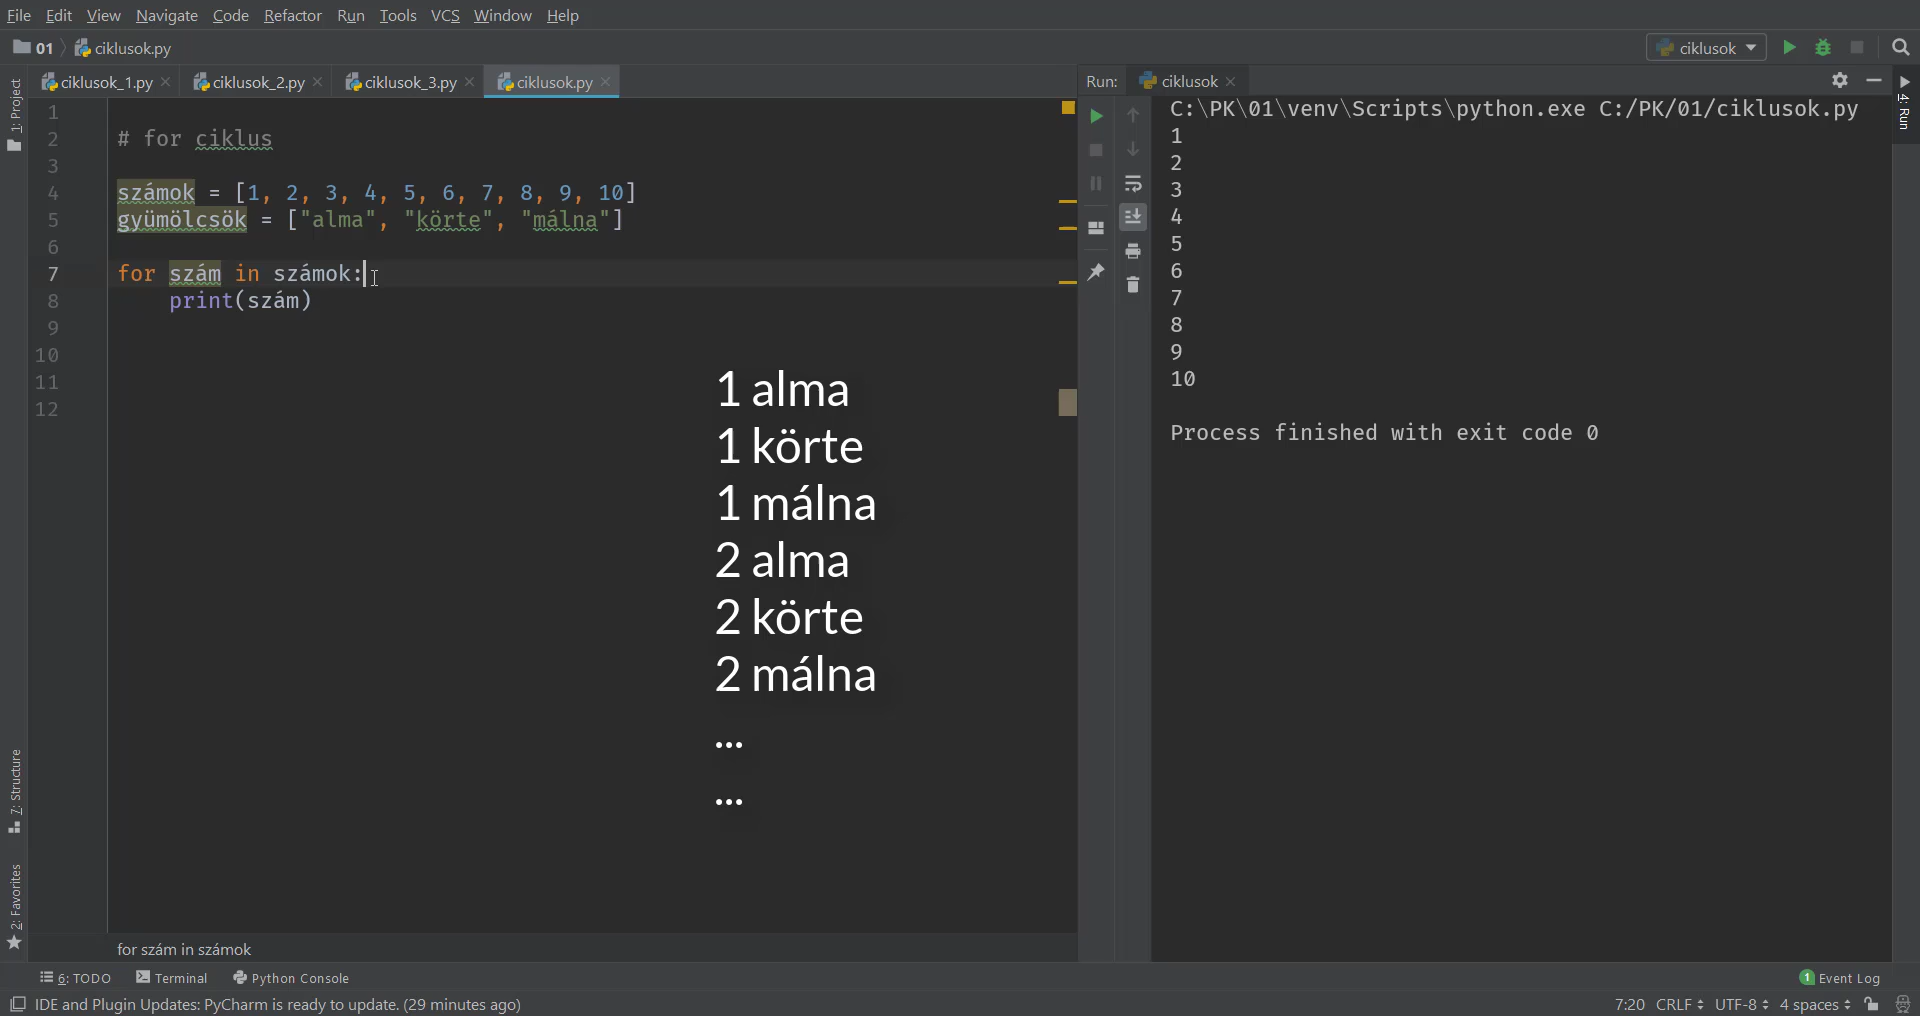 File Edit View Navigate Code Refactor Run Tools VCS Window Help
01 ciklusok.py
ciklusok
ciklusok_1.py ciklusok_2.py ciklusok_3.py ciklusok.py
Run: ciklusok
1: Project
4: Run
1
2 # for ciklus
3
4 számok = [1, 2, 3, 4, 5, 6, 7, 8, 9, 10]
5 gyümölcsök = ["alma", "körte", "málna"]
6
7 for szám in számok:
8 print(szám)
9
10
11
12
1 alma
1 körte
1 málna
2 alma
2 körte
2 málna
...
...
C:\PK\01\venv\Scripts\python.exe C:/PK/01/ciklusok.py
1
2
3
4
5
6
7
8
9
10
Process finished with exit code 0
7: Structure
2: Favorites
for szám in számok
6: TODO Terminal Python Console
1 Event Log
IDE and Plugin Updates: PyCharm is ready to update. (29 minutes ago)
7:20 CRLF UTF-8 4 spaces